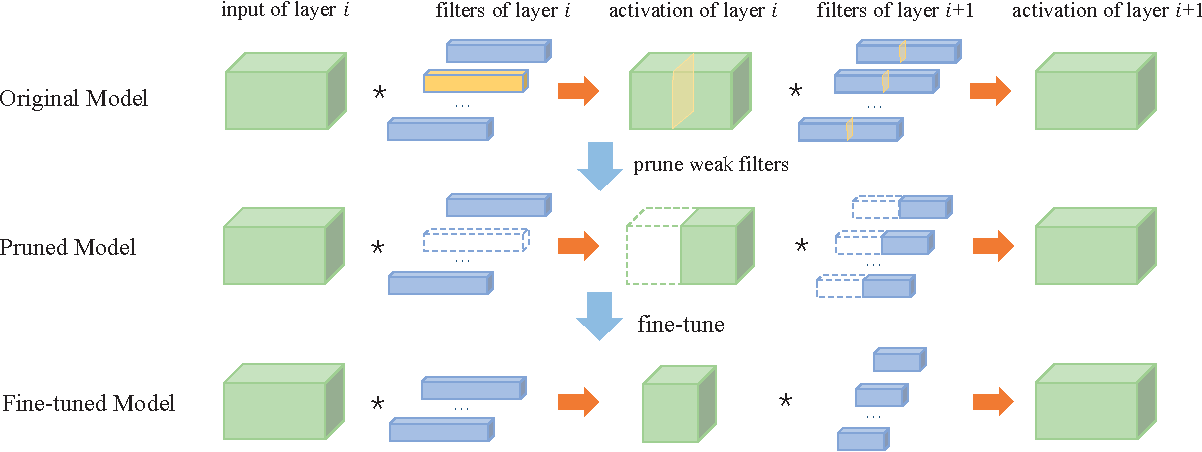 input of layer i
filters of layer i
activation of layer i
filters of layer i+1
activation of layer i+1
Original Model
*
...
*
...
prune weak filters
Pruned Model
*
...
*
...
fine-tune
Fine-tuned Model
*
...
*
...